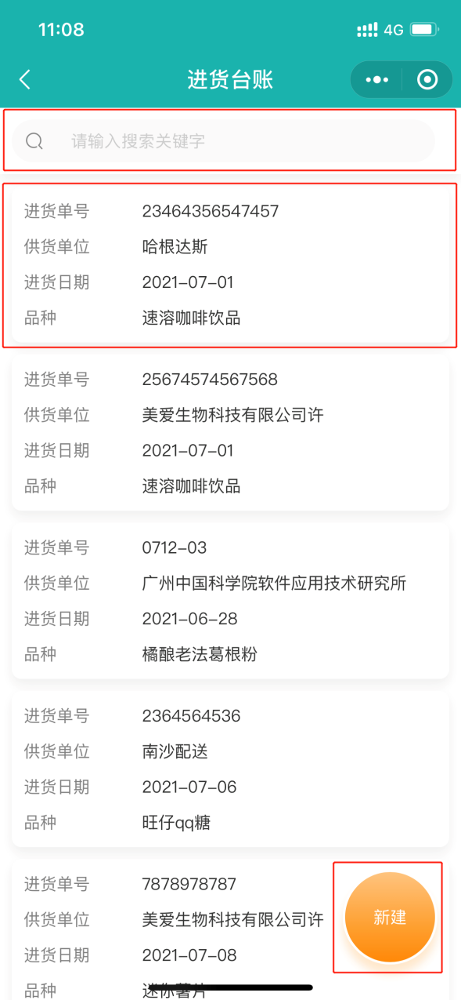 11:08 4G
进货台账
请输入搜索关键字
进货单号 23464356547457
供货单位 哈根达斯
进货日期 2021-07-01
品种 速溶咖啡饮品
进货单号 25674574567568
供货单位 美爱生物科技有限公司许
进货日期 2021-07-01
品种 速溶咖啡饮品
进货单号 0712-03
供货单位 广州中国科学院软件应用技术研究所
进货日期 2021-06-28
品种 橘酿老法葛根粉
进货单号 2364564536
供货单位 南沙配送
进货日期 2021-07-06
品种 旺仔qq糖
进货单号 7878978787
供货单位 美爱生物科技有限公司许
新建
进货日期 2021-07-08
品种 迷你薯片